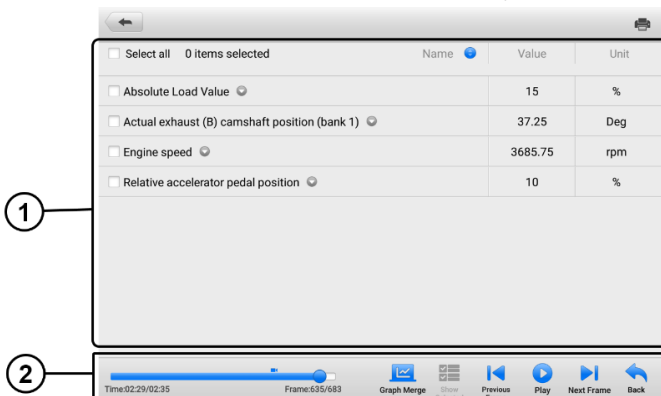 Select all 0 items selected Name Value Unit
Absolute Load Value 15 %
Actual exhaust (B) camshaft position (bank 1) 37.25 Deg
Engine speed 3685.75 rpm
Relative accelerator pedal position 10 %
1
2
Time:02:29/02:35 Frame:635/683 Graph Merge Show Previous Play Next Frame Back